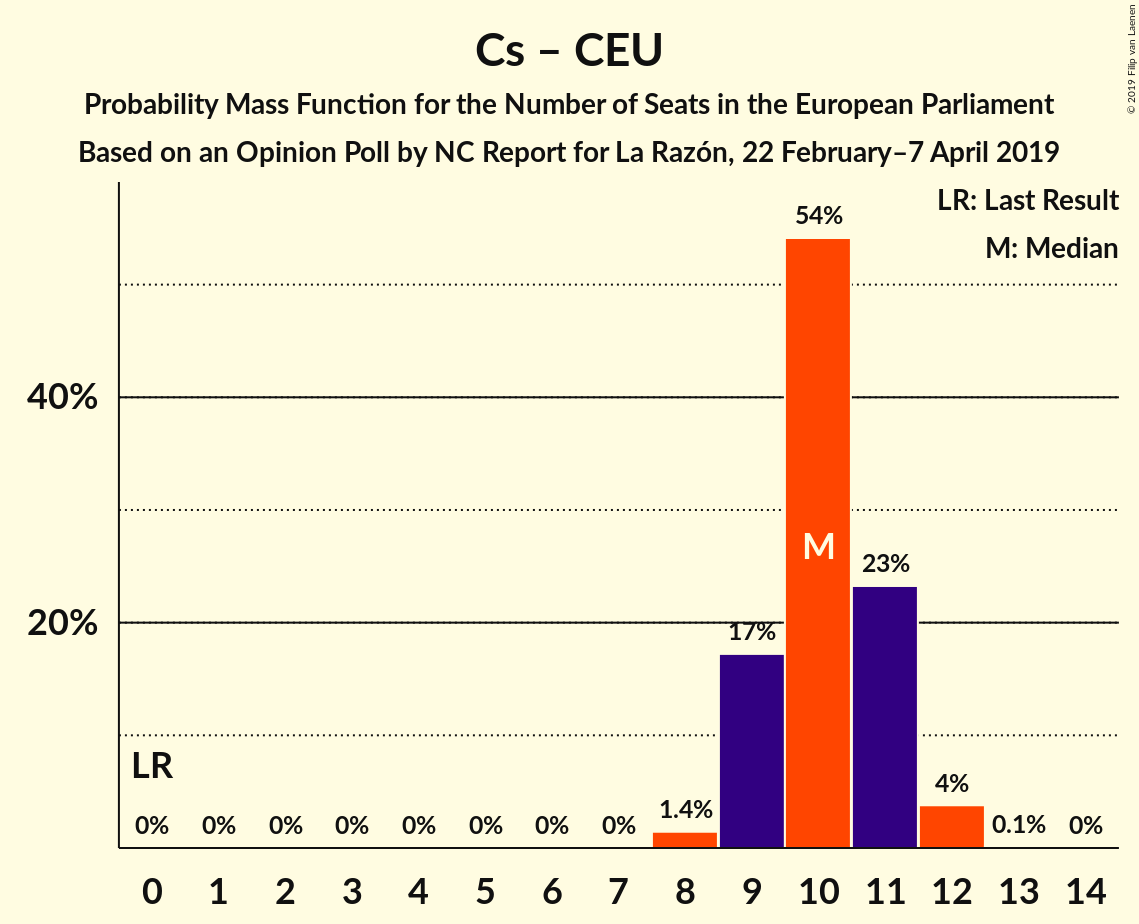 Cs – CEU
Probability Mass Function for the Number of Seats in the European Parliament
Based on an Opinion Poll by NC Report for La Razón, 22 February–7 April 2019
© 2019 Filip van Laenen
LR: Last Result
M: Median
54%
40%
M
23%
20%
17%
LR
4%
1.4%
0% 0% 0% 0% 0% 0% 0% 0% 0.1% 0%
0 1 2 3 4 5 6 7 8 9 10 11 12 13 14